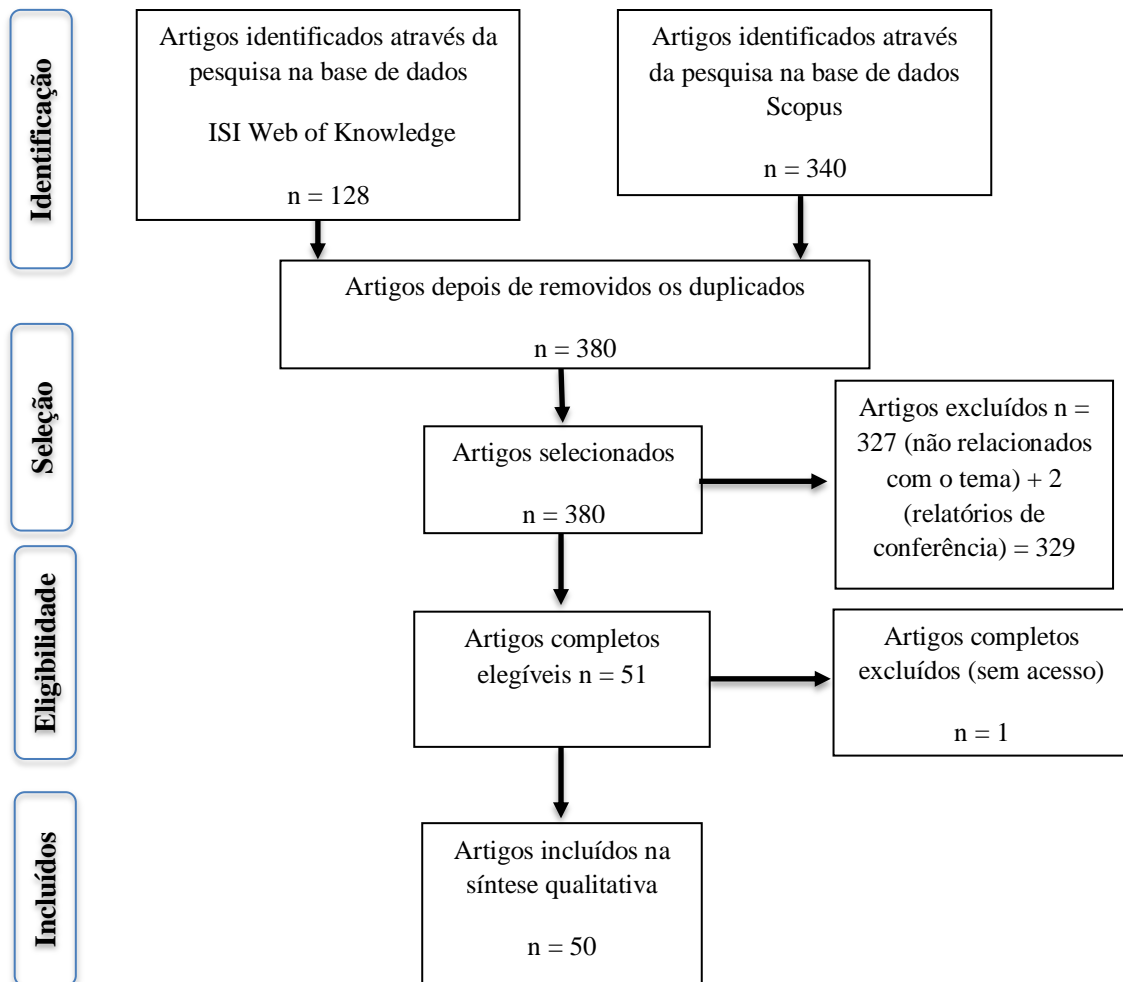 Identificação
Artigos identificados através da
pesquisa na base de dados
ISI Web of Knowledge
n = 128
Artigos identificados através
da pesquisa na base de dados
Scopus
n = 340
Artigos depois de removidos os duplicados
n = 380
Seleção
Artigos selecionados
n = 380
Artigos excluídos n =
327 (não relacionados
com o tema) + 2
(relatórios de
conferência) = 329
Eligibilidade
Artigos completos
elegíveis n = 51
Artigos completos
excluídos (sem acesso)
n = 1
Incluídos
Artigos incluídos na
síntese qualitativa
n = 50